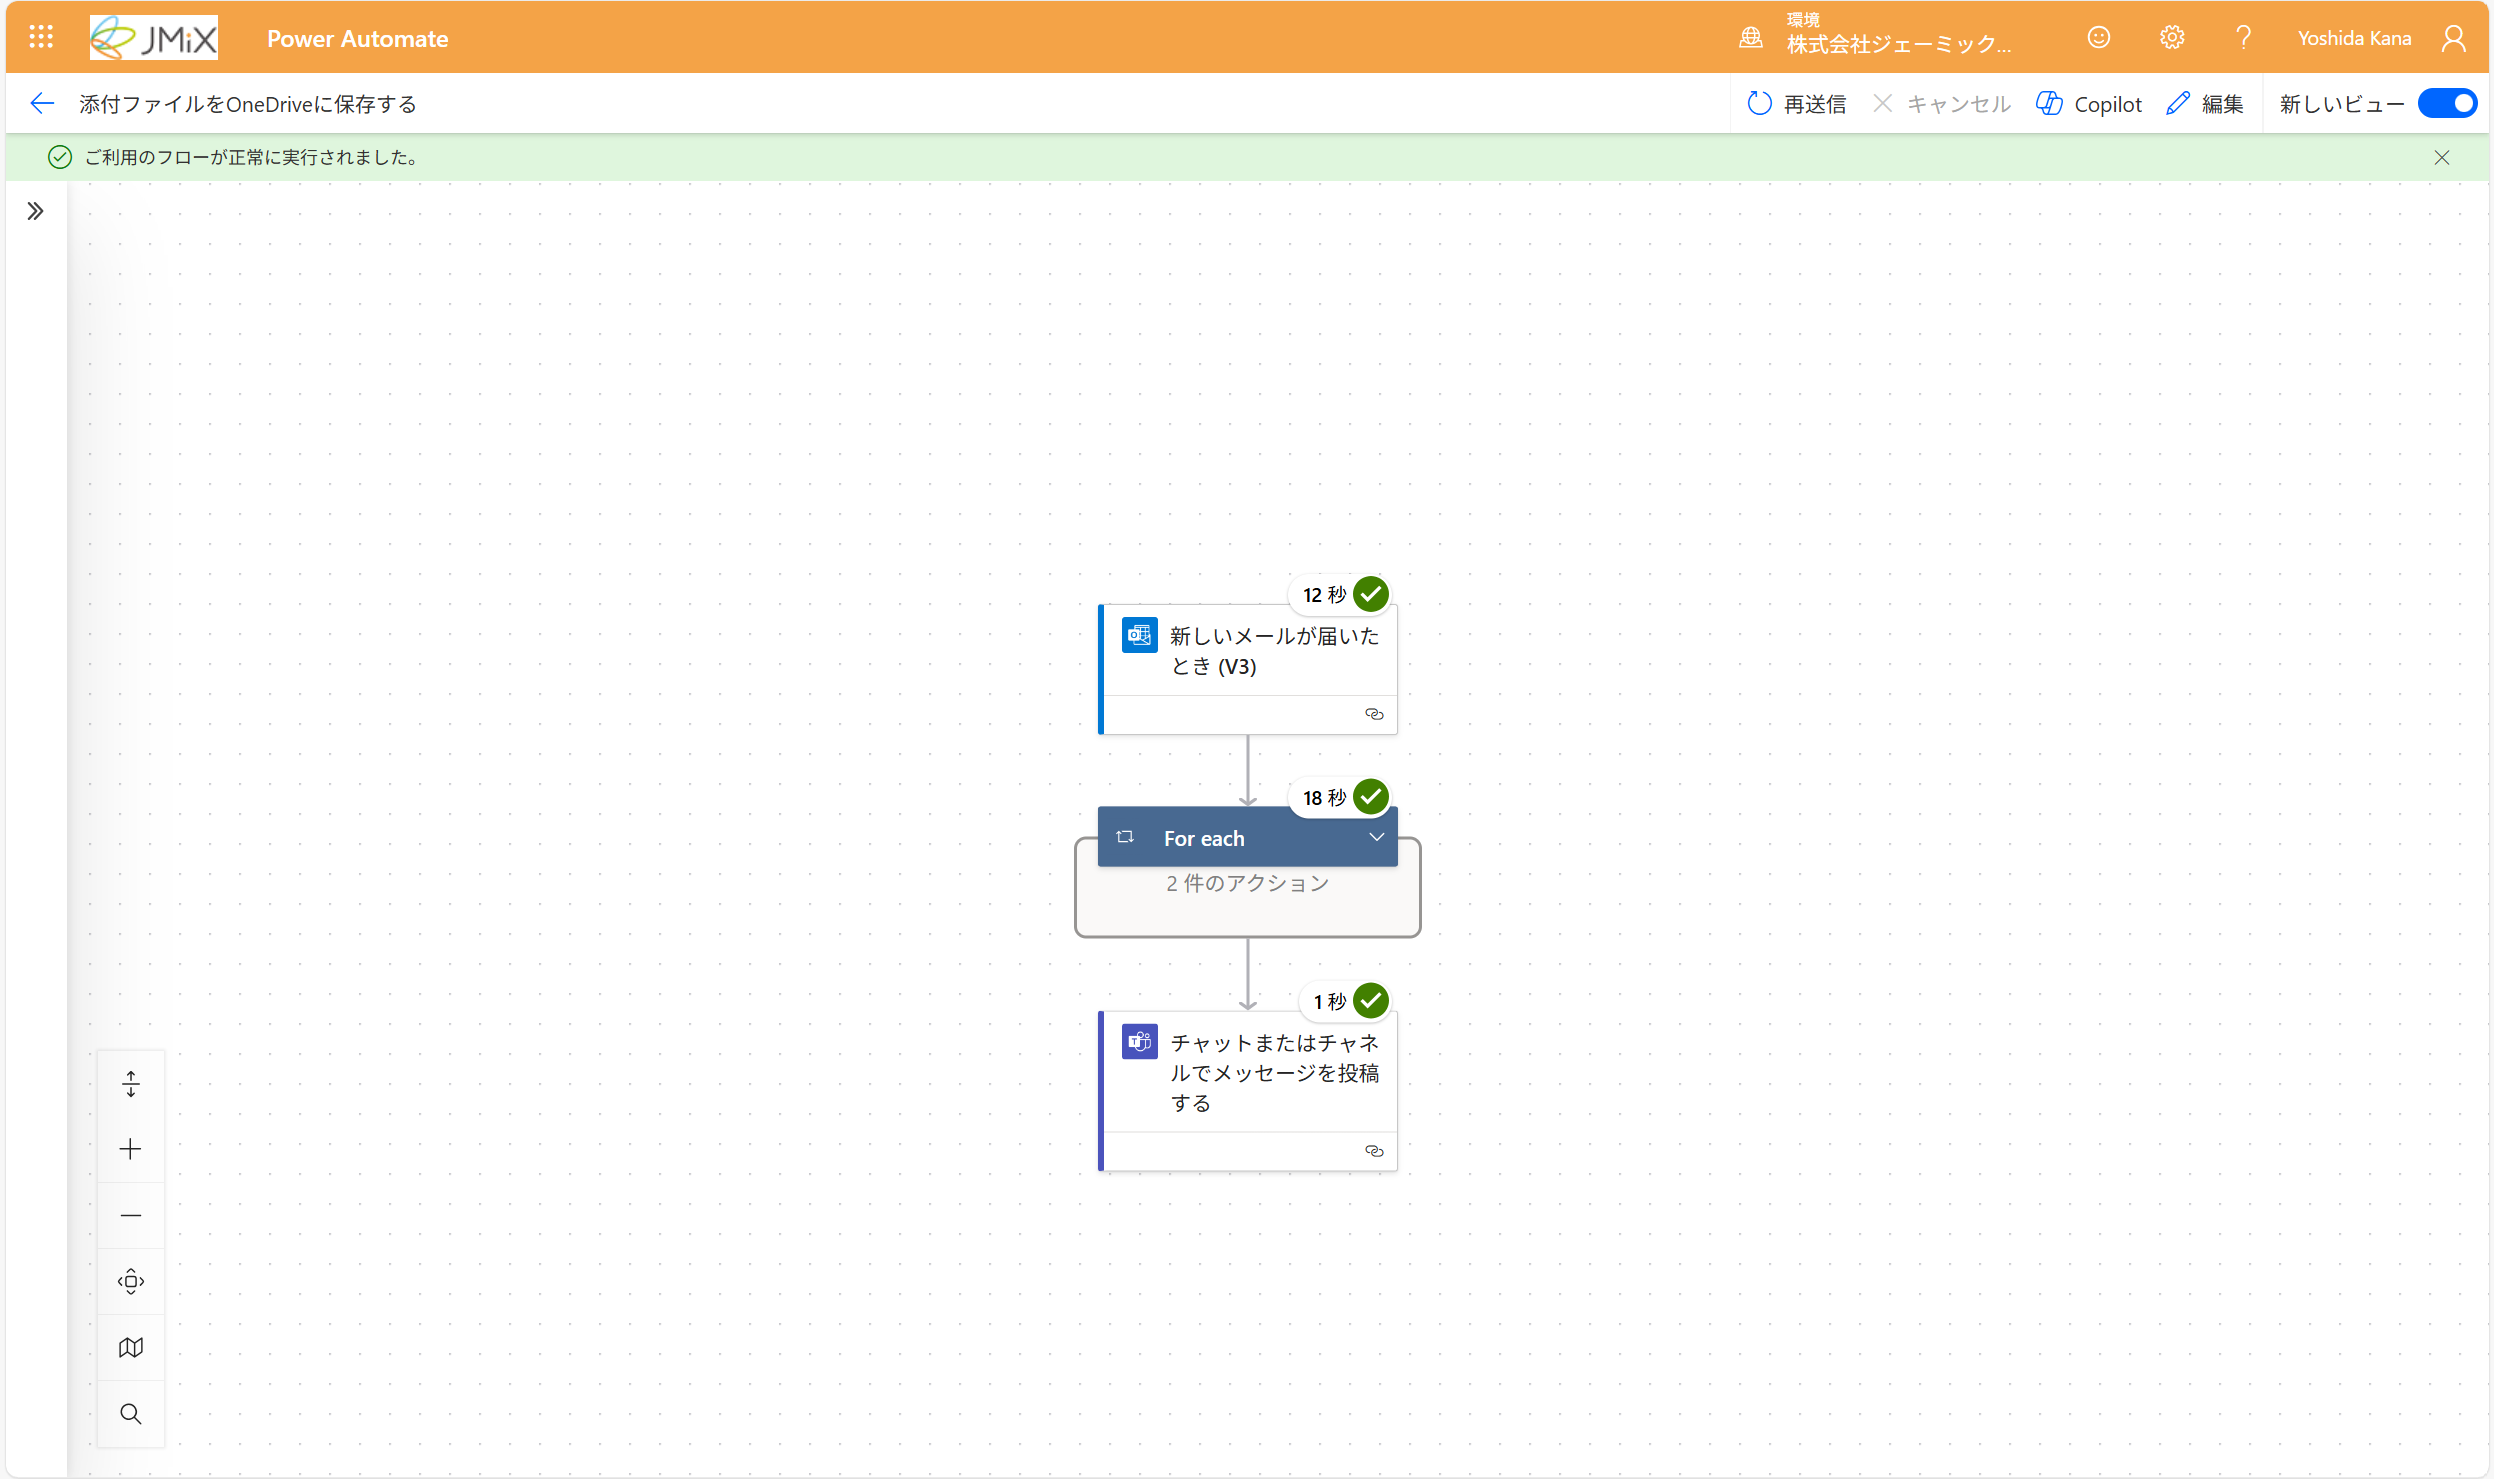 JMiX
Power Automate
環境
株式会社ジェーミック...
Yoshida Kana
添付ファイルをOneDriveに保存する
再送信
キャンセル
Copilot
編集
新しいビュー
ご利用のフローが正常に実行されました。
12 秒
新しいメールが届いた
とき (V3)
18 秒
For each
2 件のアクション
1 秒
チャットまたはチャネ
ルでメッセージを投稿
する